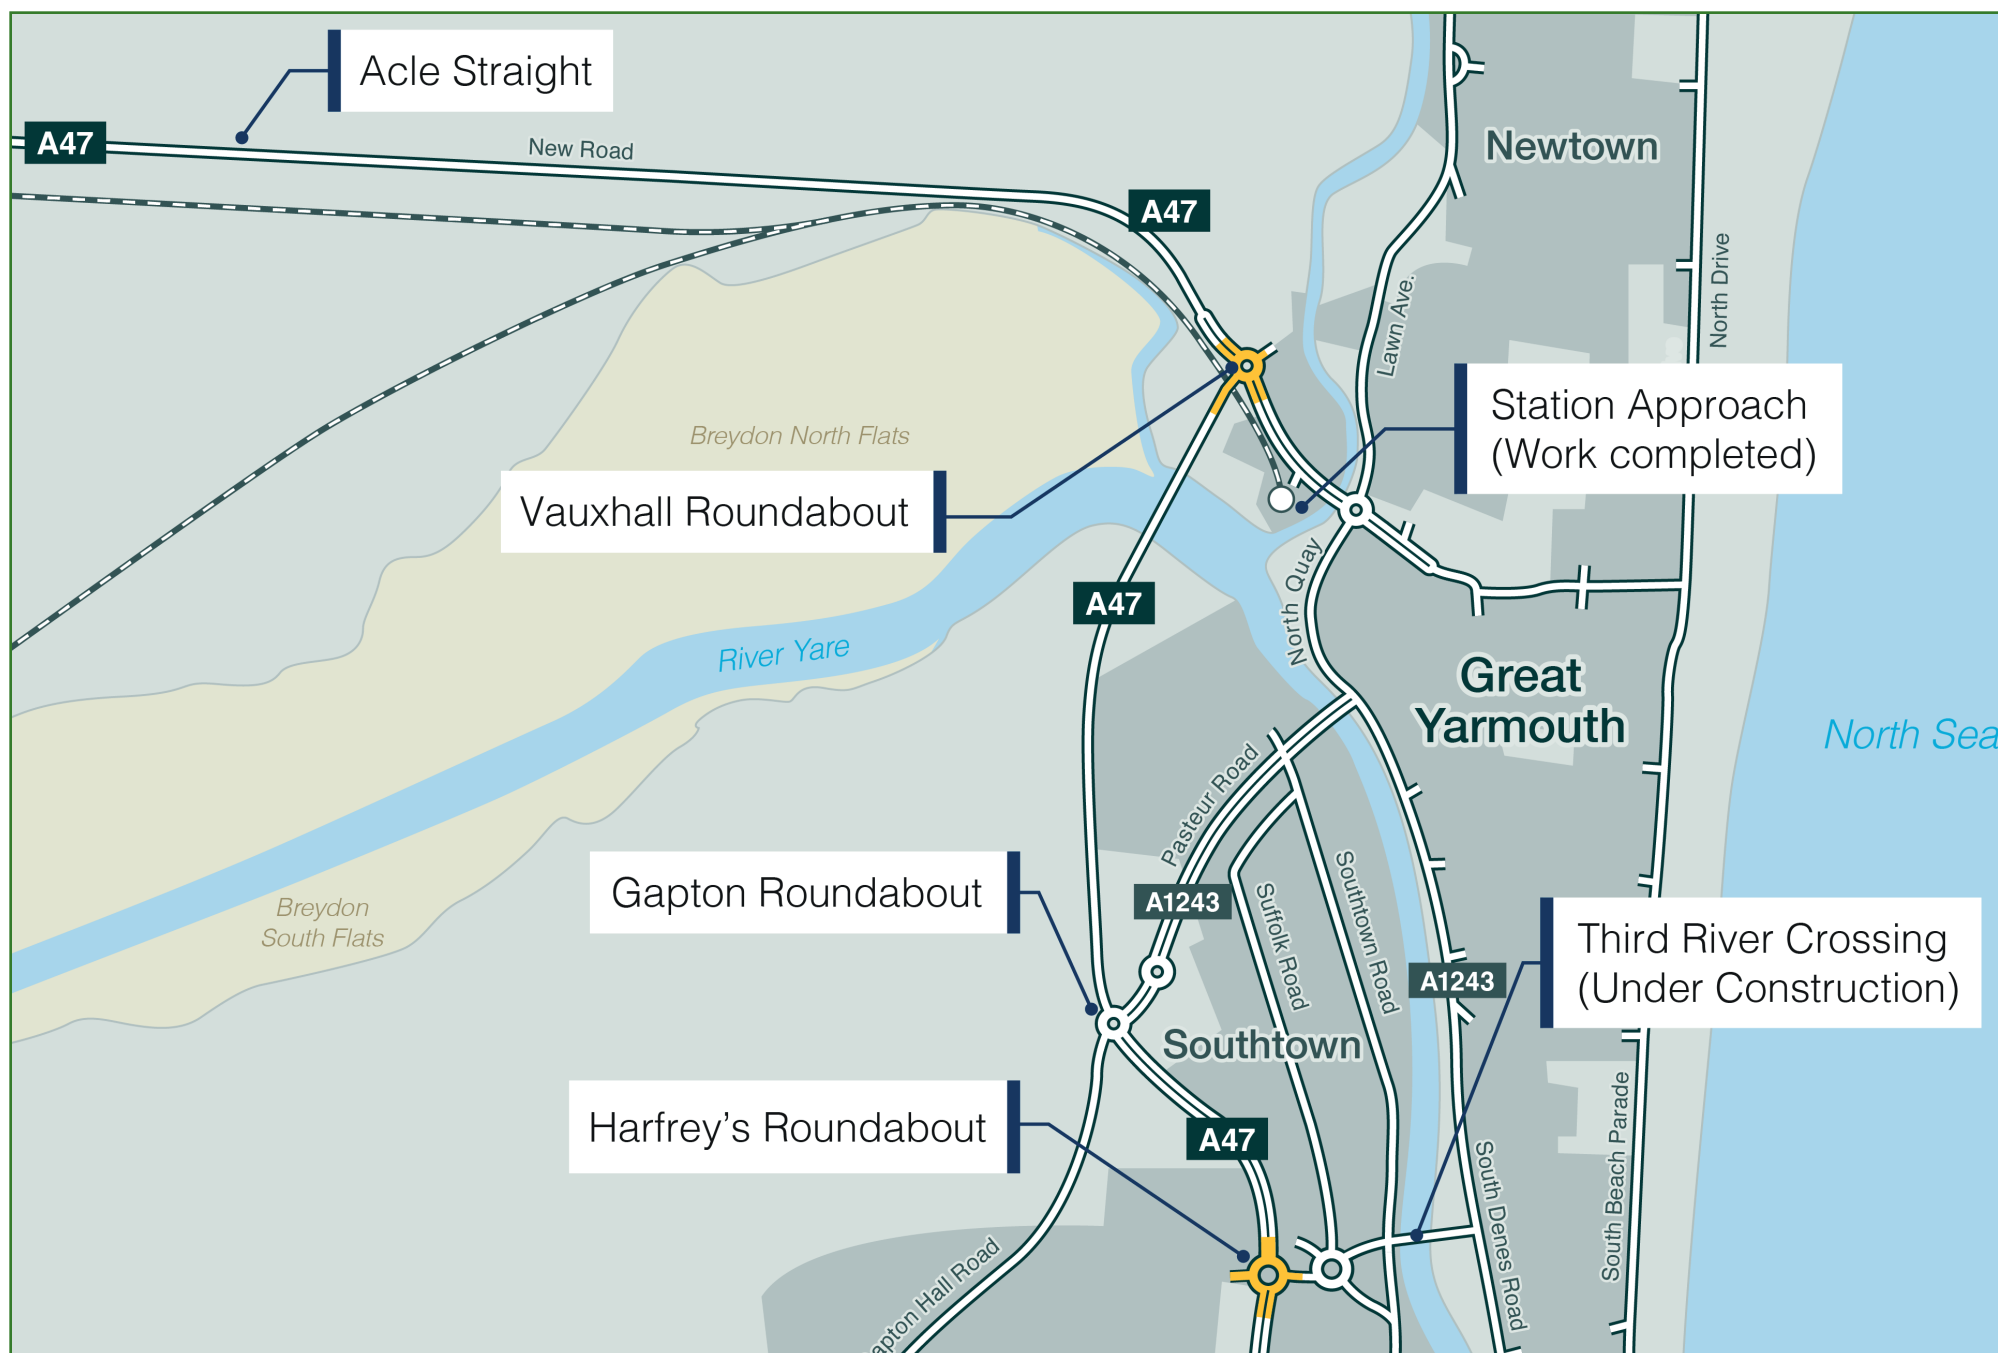 Acle Straight
A47
New Road
A47
Newtown
North Drive
Lawn Ave.
Station Approach
(Work completed)
Breydon North Flats
Vauxhall Roundabout
North Quay
A47
River Yare
Great
Yarmouth
North Sea
Pasteur Road
Gapton Roundabout
A1243
Suffolk Road
Southtown Road
Breydon
South Flats
A1243
Third River Crossing
(Under Construction)
Southtown
Harfrey’s Roundabout
A47
South Beach Parade
South Denes Road
apton Hall Road